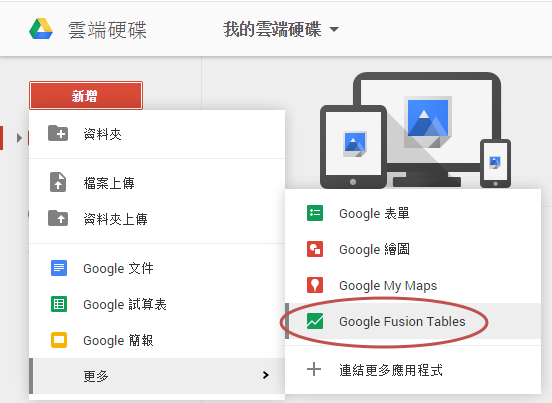 雲端硬碟
我的雲端硬碟
新增
資料夾
檔案上傳
資料夾上傳
Google 文件
Google 試算表
Google 簡報
更多
Google 表單
Google 繪圖
Google My Maps
Google Fusion Tables
連結更多應用程式